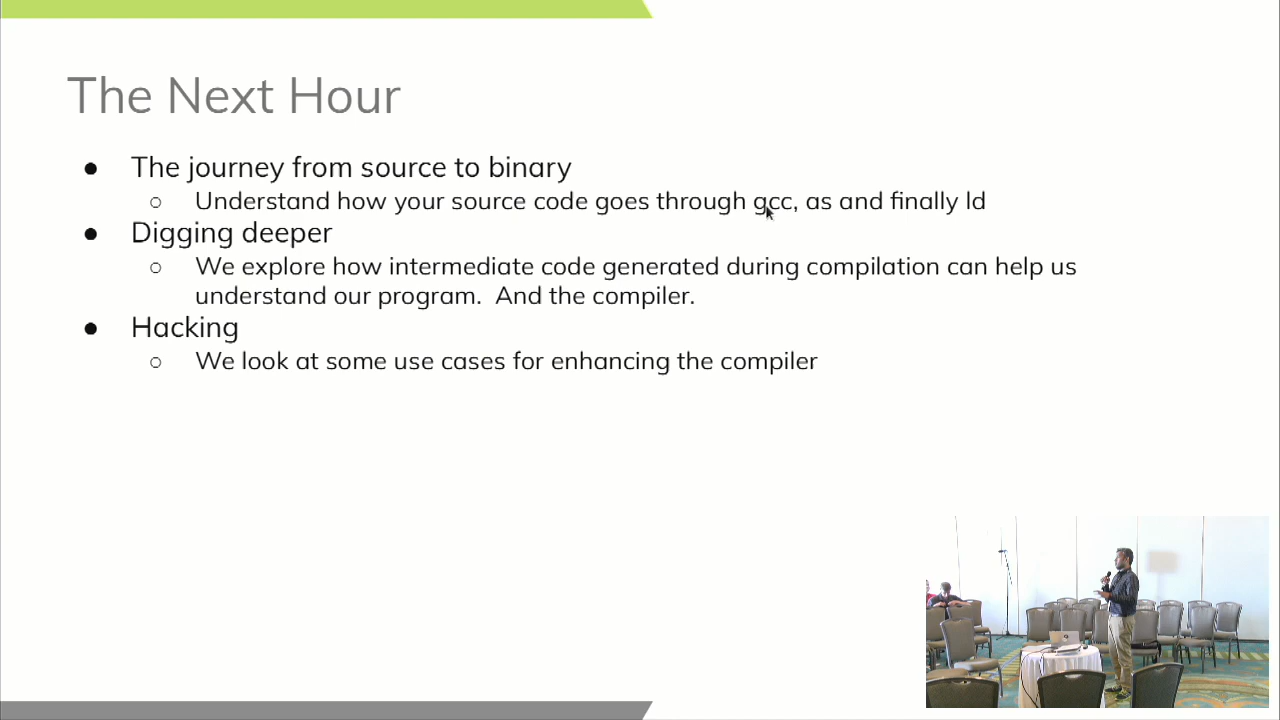 The Next Hour
● The journey from source to binary
○ Understand how your source code goes through gcc, as and finally ld
● Digging deeper
○ We explore how intermediate code generated during compilation can help us
understand our program.  And the compiler.
● Hacking
○ We look at some use cases for enhancing the compiler